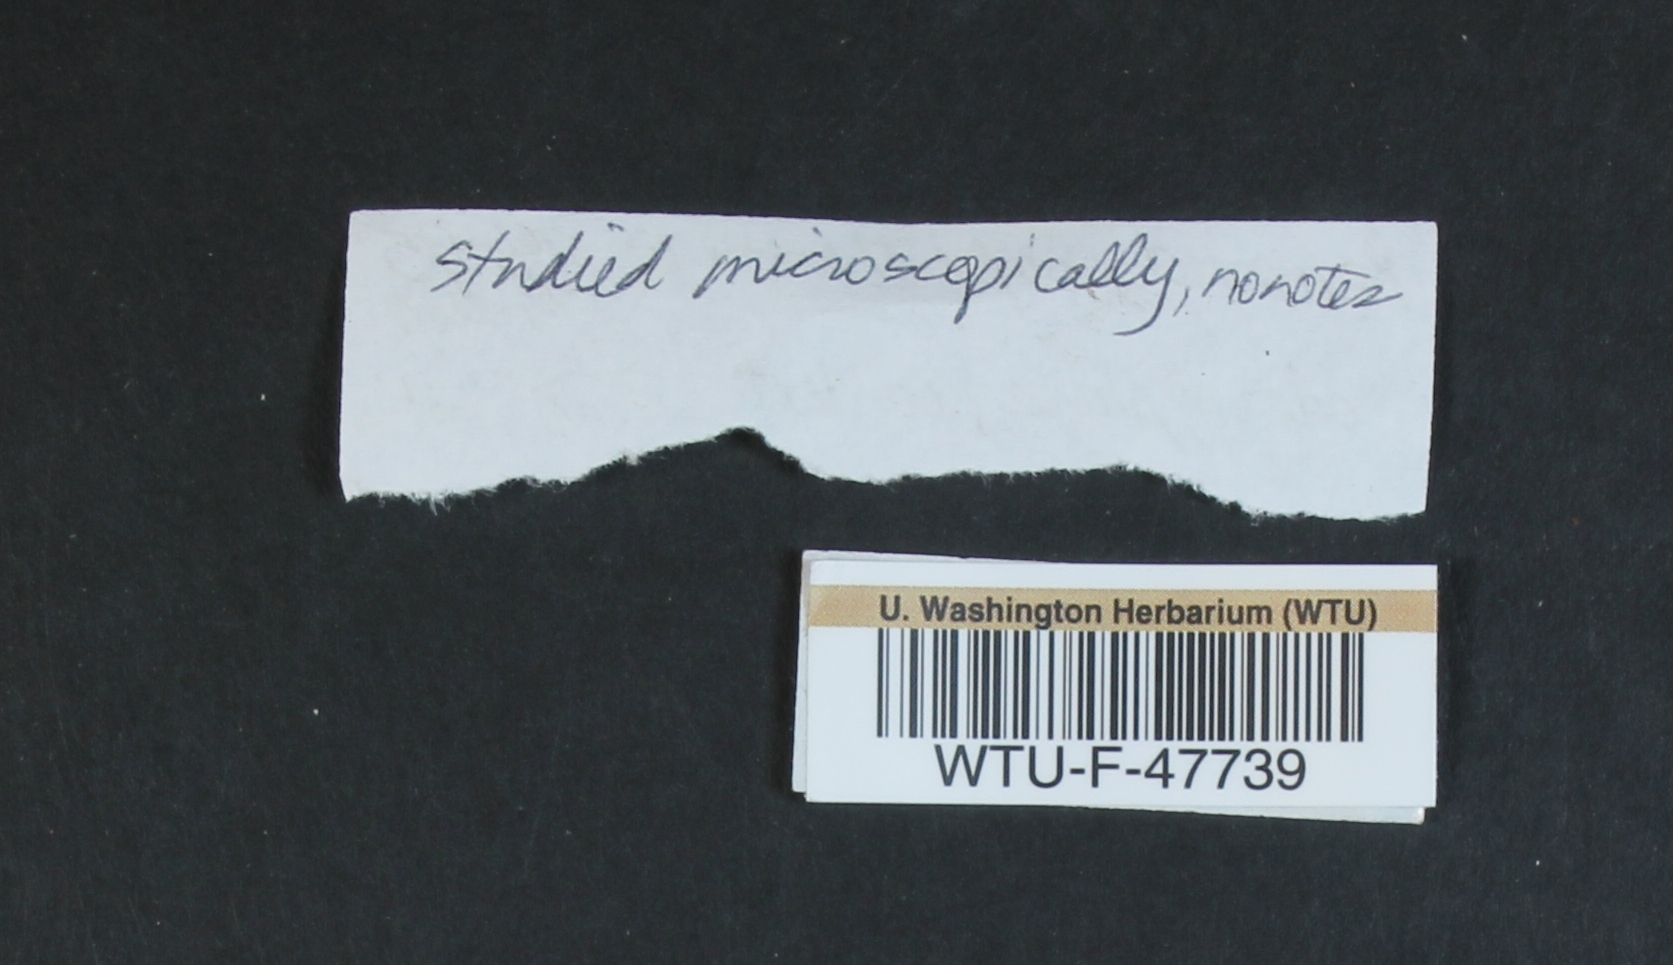 studied microscopically, no notes
U. Washington Herbarium (WTU)
WTU-F-47739